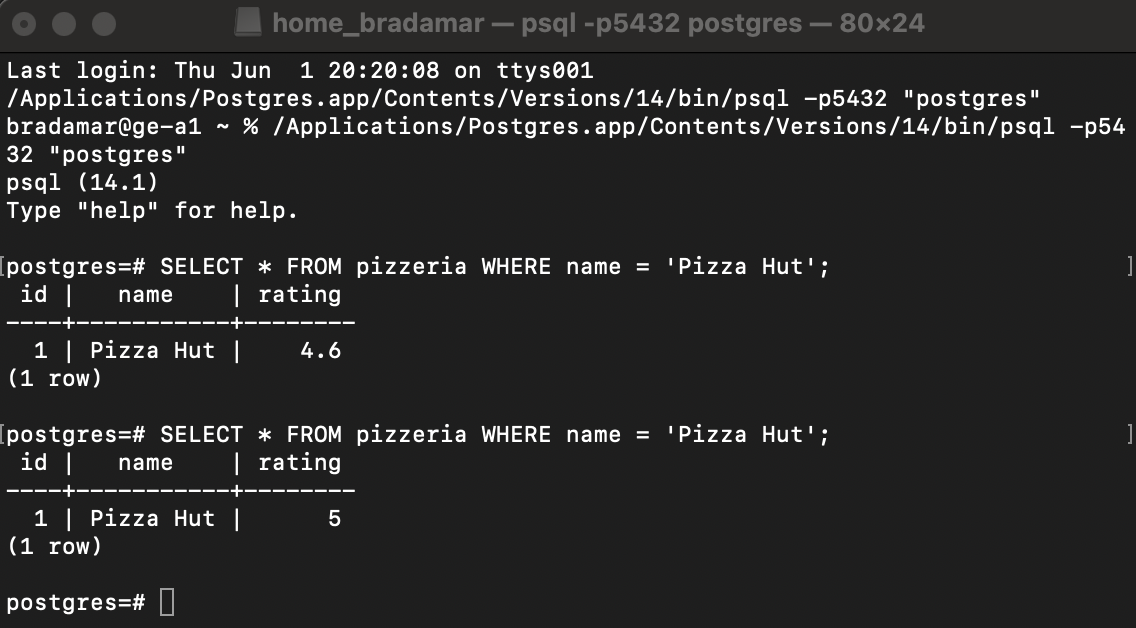 home_bradamar — psql -p5432 postgres — 80×24
Last login: Thu Jun  1 20:20:08 on ttys001
/Applications/Postgres.app/Contents/Versions/14/bin/psql -p5432 "postgres"
bradamar@ge-a1 ~ % /Applications/Postgres.app/Contents/Versions/14/bin/psql -p54
32 "postgres"
psql (14.1)
Type "help" for help.

[postgres=# SELECT * FROM pizzeria WHERE name = 'Pizza Hut';                     ]
 id |   name    | rating
----+-----------+--------
  1 | Pizza Hut |    4.6
(1 row)

[postgres=# SELECT * FROM pizzeria WHERE name = 'Pizza Hut';                     ]
 id |   name    | rating
----+-----------+--------
  1 | Pizza Hut |      5
(1 row)

postgres=#